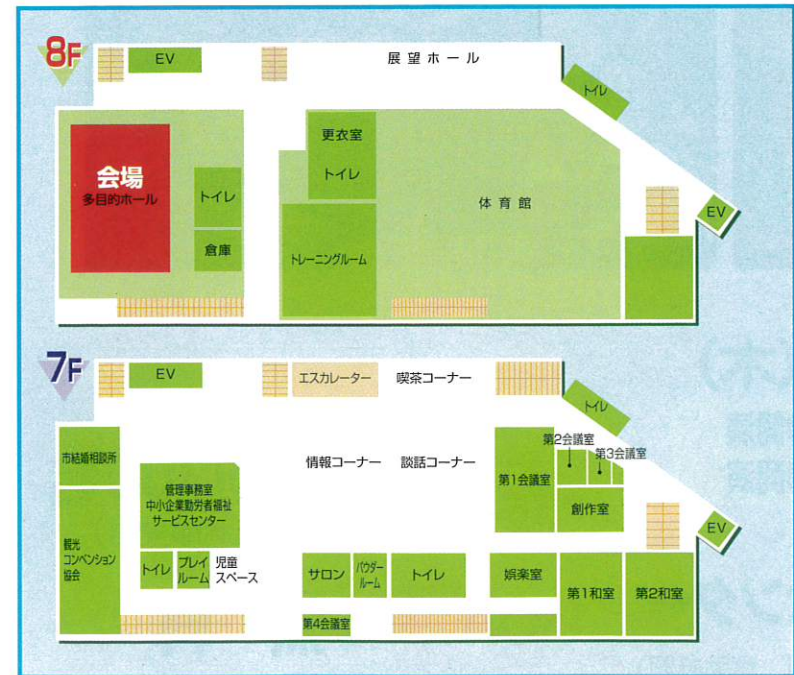 8F
EV
展望ホール
トイレ
更衣室
会場
多目的ホール
トイレ
トイレ
体育館
EV
倉庫
トレーニングルーム
7F
EV
エスカレーター
喫茶コーナー
トイレ
市結婚相談所
情報コーナー
談話コーナー
第2会議室
第3会議室
第1会議室
管理事務室
中小企業勤労者福祉
サービスセンター
創作室
EV
観光
コンベンション
協会
トイレ
プレイ
ルーム
児童
スペース
サロン
パウダー
ルーム
トイレ
娯楽室
第1和室
第2和室
第4会議室